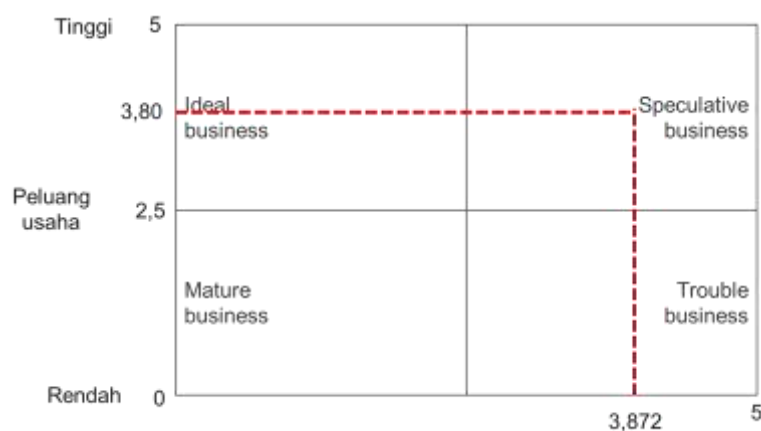 Tinggi
5
Ideal
business
Speculative
business
3,80
Peluang
usaha
2,5
Mature
business
Trouble
business
Rendah
0
3,872
5